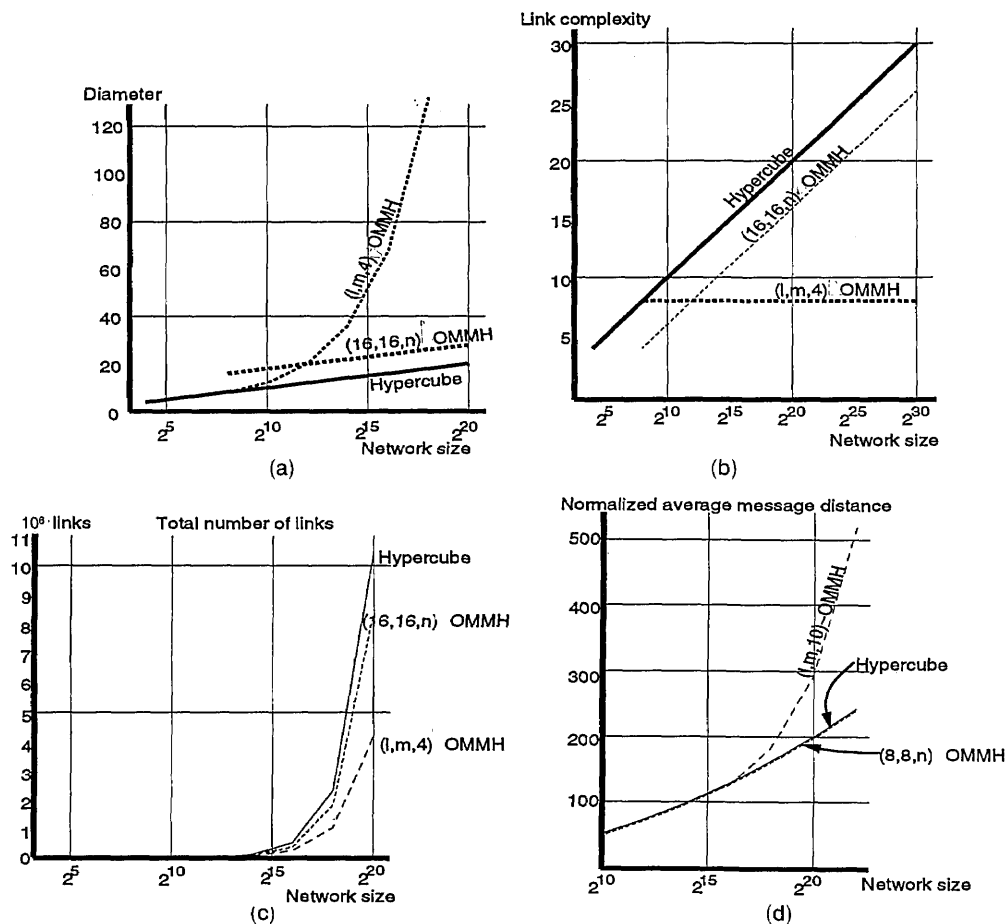 Diameter
120
100
80
60
40
20
0
(l,m,4) OMMH
(16,16,n) OMMH
Hypercube
2^5
2^10
2^15
2^20
Network size
(a)
Link complexity
30
25
20
15
10
5
Hypercube
(16,16,n) OMMH
(l,m,4) OMMH
2^5
2^10
2^15
2^20
2^25
2^30
Network size
(b)
10^6 links
Total number of links
11
10
9
8
7
6
5
4
3
2
1
0
Hypercube
(16,16,n) OMMH
(l,m,4) OMMH
2^5
2^10
2^15
2^20
Network size
(c)
Normalized average message distance
500
400
300
200
100
(l,m,10)-OMMH
Hypercube
(8,8,n) OMMH
2^10
2^15
2^20
Network size
(d)